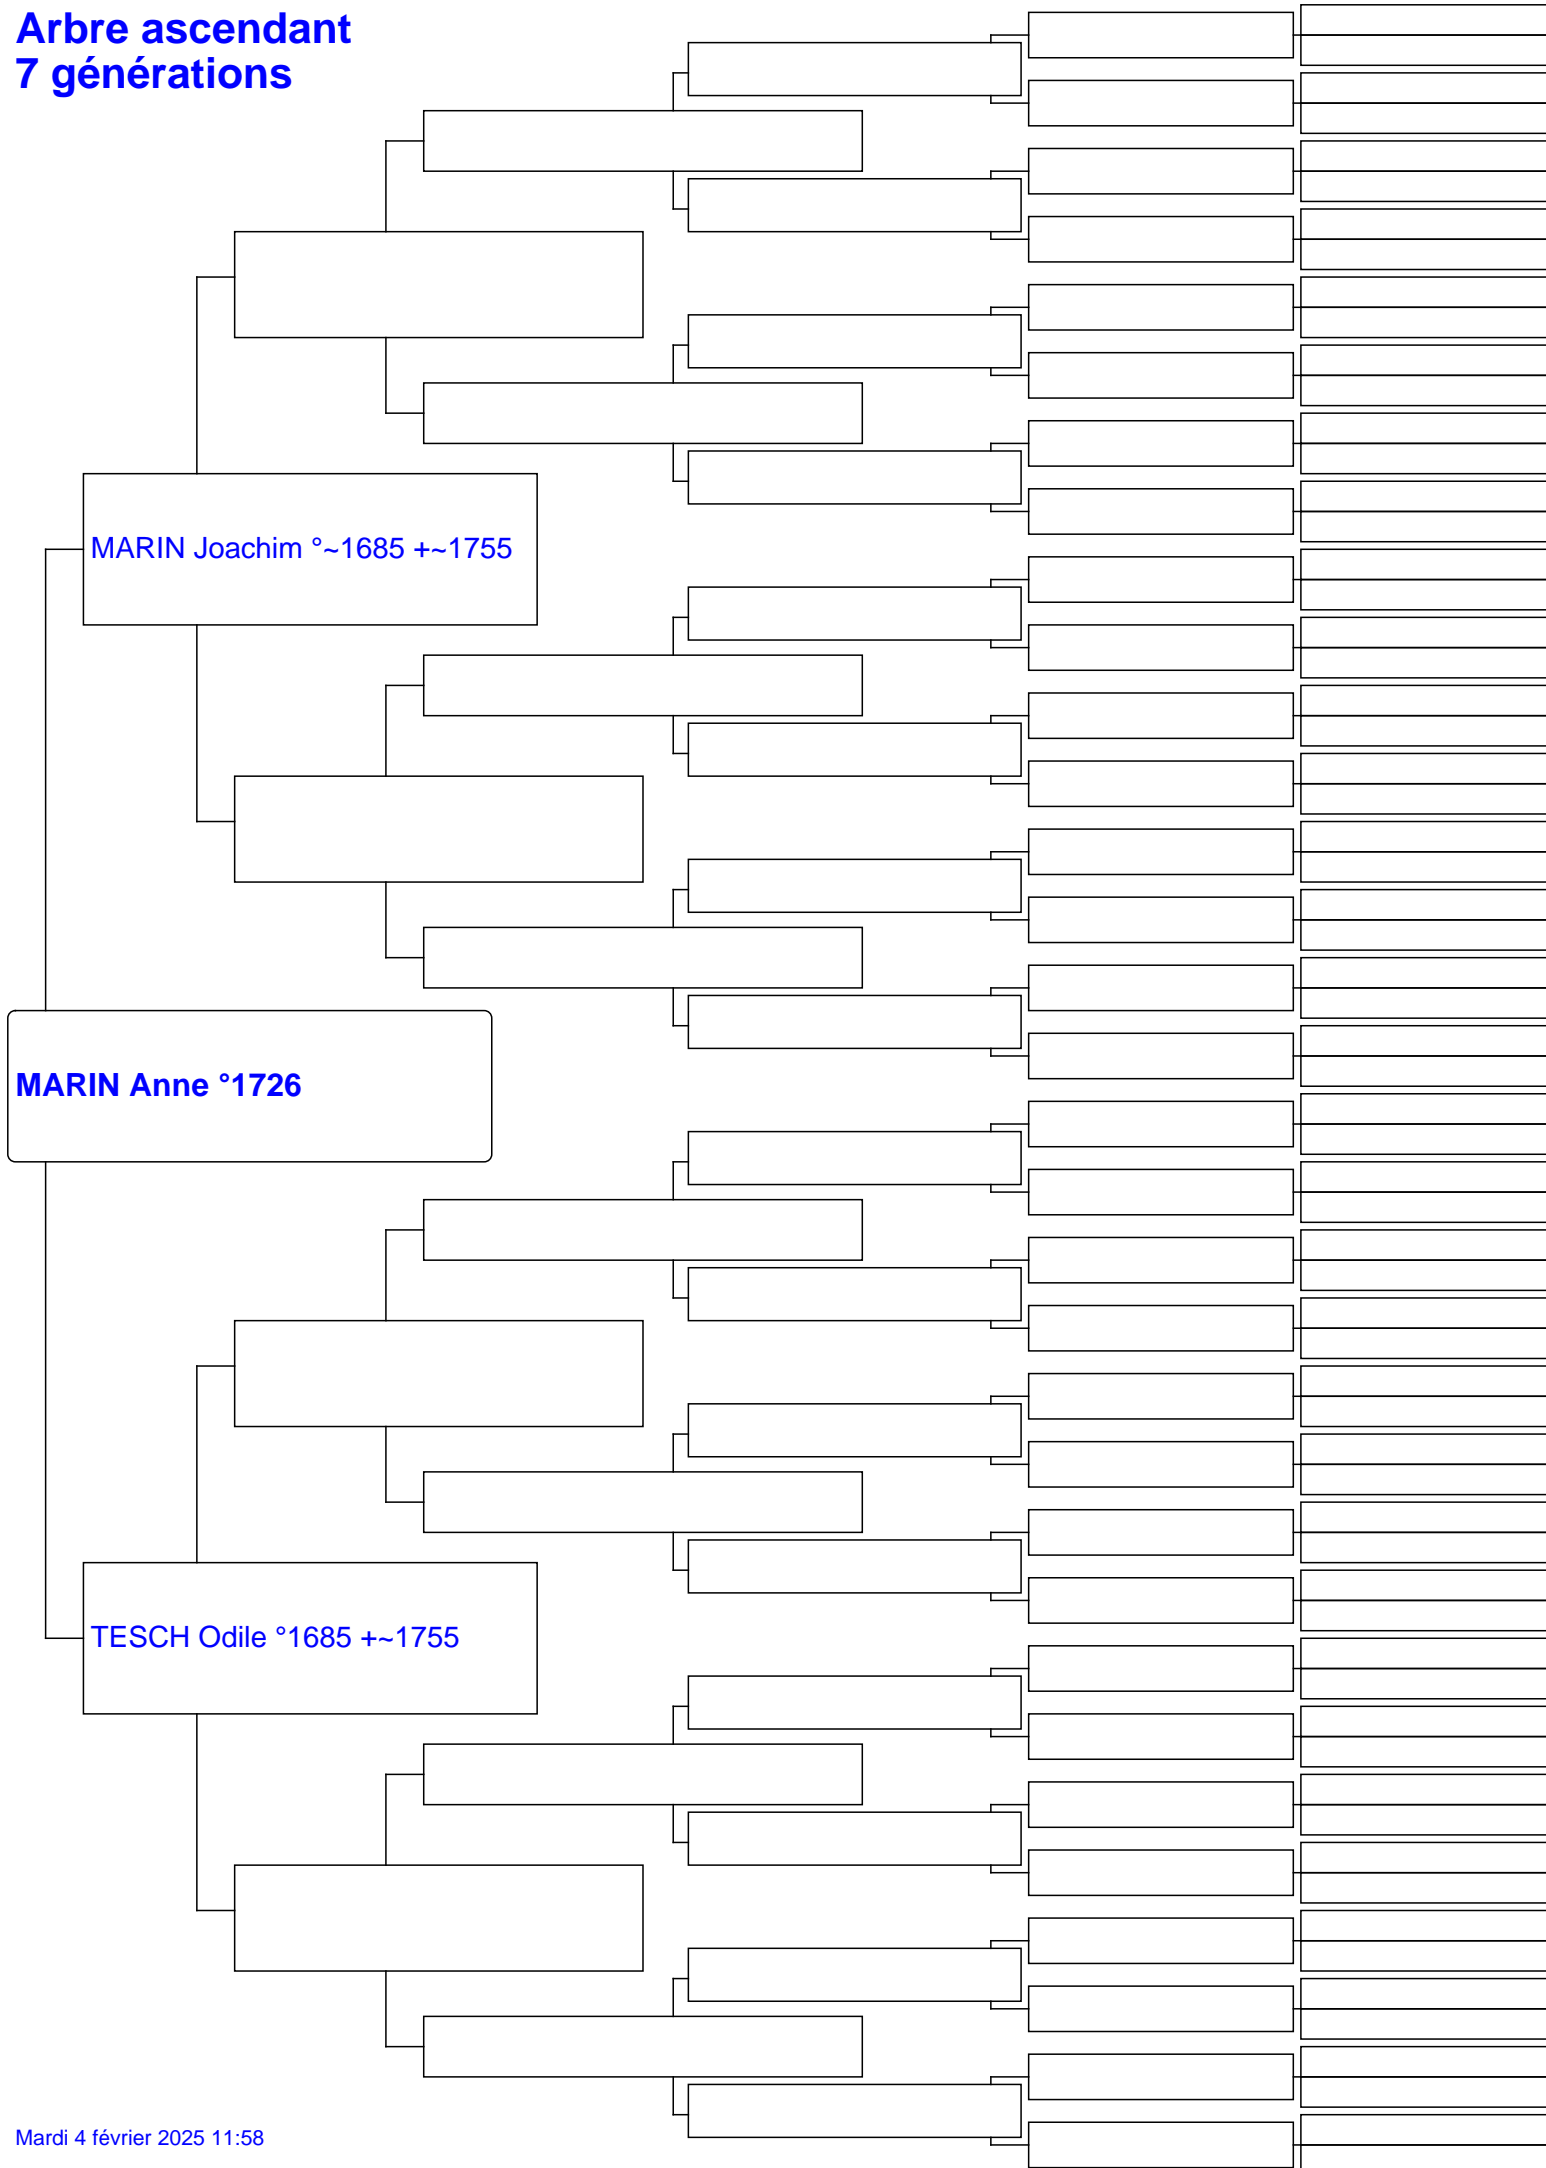 Arbre ascendant
7 générations
MARIN Joachim °~1685 +~1755
MARIN Anne °1726
TESCH Odile °1685 +~1755
Mardi 4 février 2025 11:58